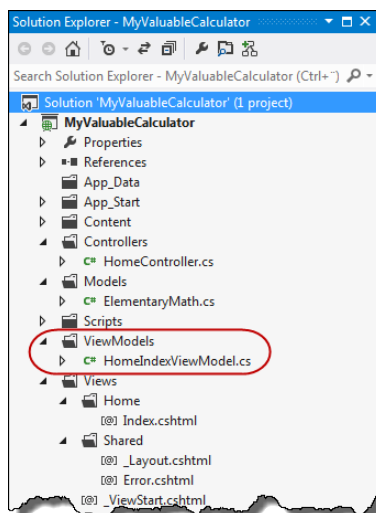 Solution Explorer - MyValuableCalculator
Search Solution Explorer - MyValuableCalculator (Ctrl+¨)
Solution 'MyValuableCalculator' (1 project)
MyValuableCalculator
Properties
References
App_Data
App_Start
Content
Controllers
C# HomeController.cs
Models
C# ElementaryMath.cs
Scripts
ViewModels
C# HomeIndexViewModel.cs
Views
Home
[@] Index.cshtml
Shared
[@] _Layout.cshtml
[@] Error.cshtml
[@] _ViewStart.cshtml